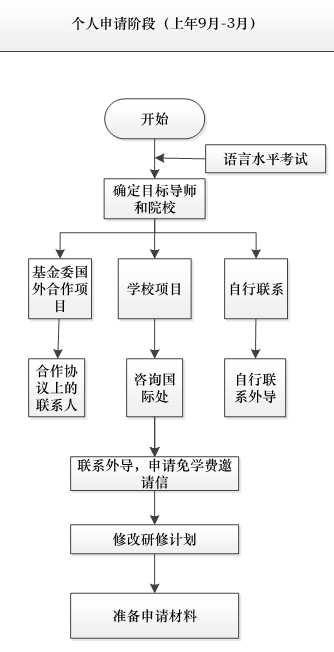 个人申请阶段（上年9月-3月）
开始
语言水平考试
确定目标导师
和院校
基金委国
外合作项
目
学校项目
自行联系
合作协
议上的
联系人
咨询国
际处
自行联
系外导
联系外导，申请免学费邀
请信
修改研修计划
准备申请材料